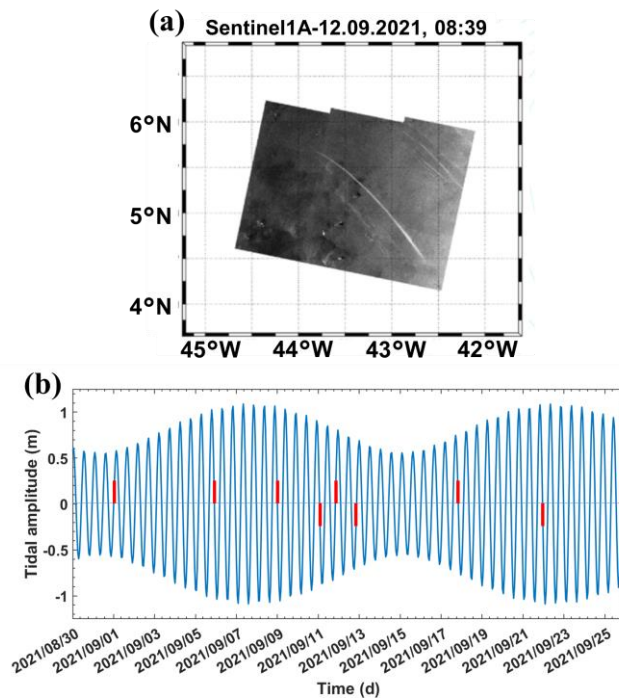 (a) Sentinel1A-12.09.2021, 08:39
6°N
5°N
4°N
45°W 44°W 43°W 42°W
(b)
Tidal amplitude (m)
1
0.5
0
-0.5
-1
2021/08/30 2021/09/01 2021/09/03 2021/09/05 2021/09/07 2021/09/09 2021/09/11 2021/09/13 2021/09/15 2021/09/17 2021/09/19 2021/09/21 2021/09/23 2021/09/25
Time (d)